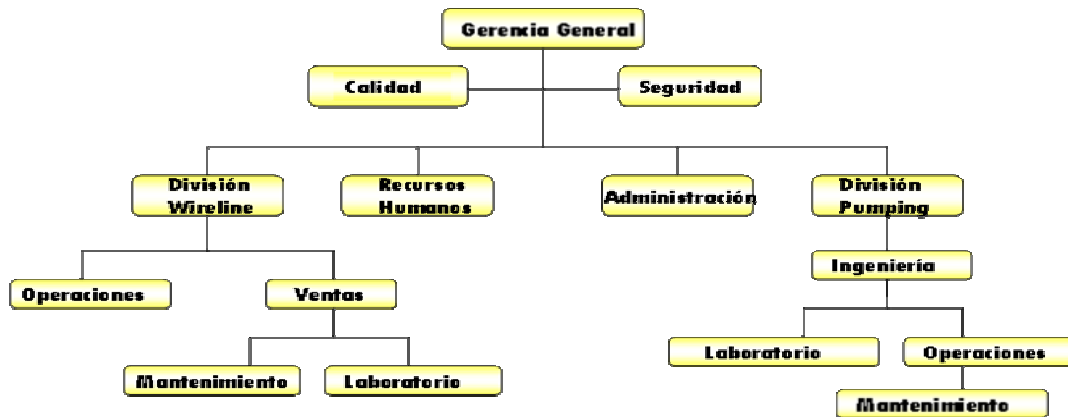 Gerencia General
Calidad
Seguridad
División
Wireline
Recursos
Humanos
Administración
División
Pumping
Operaciones
Ventas
Ingeniería
Mantenimiento
Laboratorio
Laboratorio
Operaciones
Mantenimiento